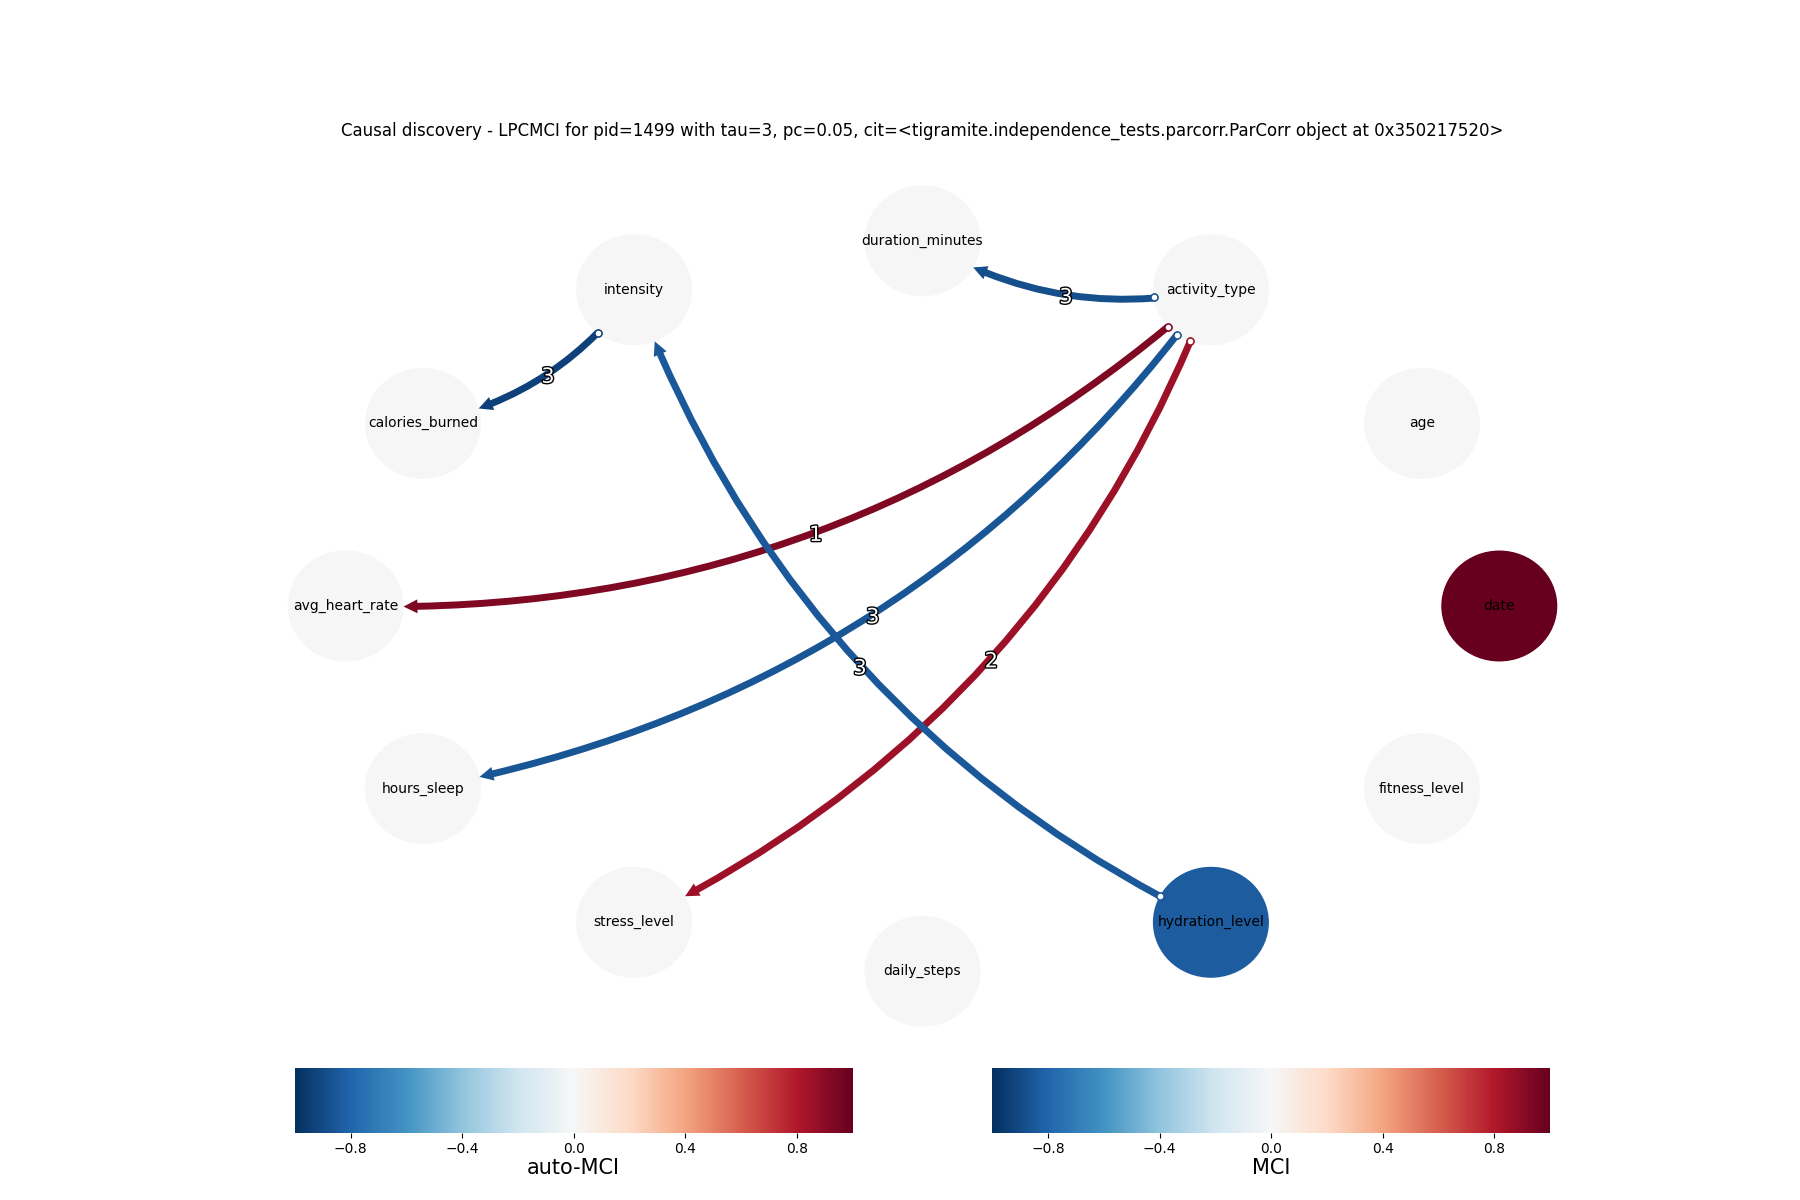 Causal discovery - LPCMCI for pid=1499 with tau=3, pc=0.05, cit=<tigramite.independence_tests.parcorr.ParCorr object at 0x350217520>
duration_minutes
intensity
activity_type
3
3
calories_burned
age
1
avg_heart_rate
date
3
3
2
hours_sleep
fitness_level
stress_level
hydration_level
daily_steps
−0.8 −0.4 0.0 0.4 0.8
auto-MCI
−0.8 −0.4 0.0 0.4 0.8
MCI